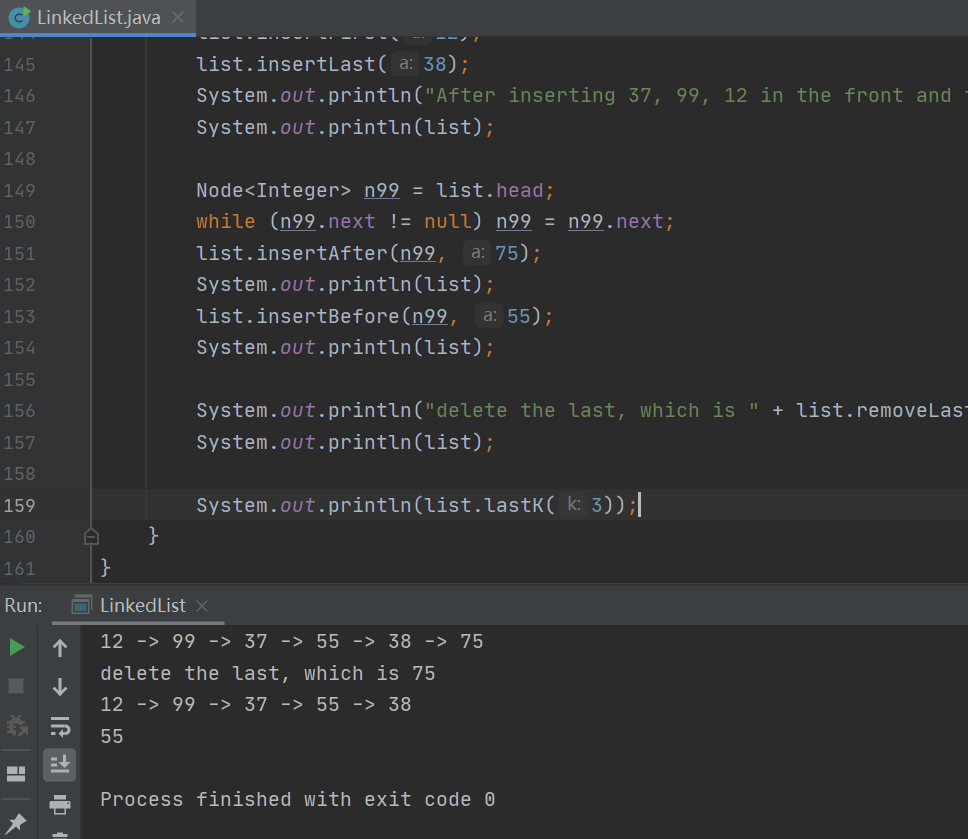 LinkedList.java
145 list.insertLast( a: 38);
146 System.out.println("After inserting 37, 99, 12 in the front and
147 System.out.println(list);
148
149 Node<Integer> n99 = list.head;
150 while (n99.next != null) n99 = n99.next;
151 list.insertAfter(n99, a: 75);
152 System.out.println(list);
153 list.insertBefore(n99, a: 55);
154 System.out.println(list);
155
156 System.out.println("delete the last, which is " + list.removeLast
157 System.out.println(list);
158
159 System.out.println(list.lastK( k: 3));
160 }
161 }
Run: LinkedList
12 -> 99 -> 37 -> 55 -> 38 -> 75
delete the last, which is 75
12 -> 99 -> 37 -> 55 -> 38
55
Process finished with exit code 0